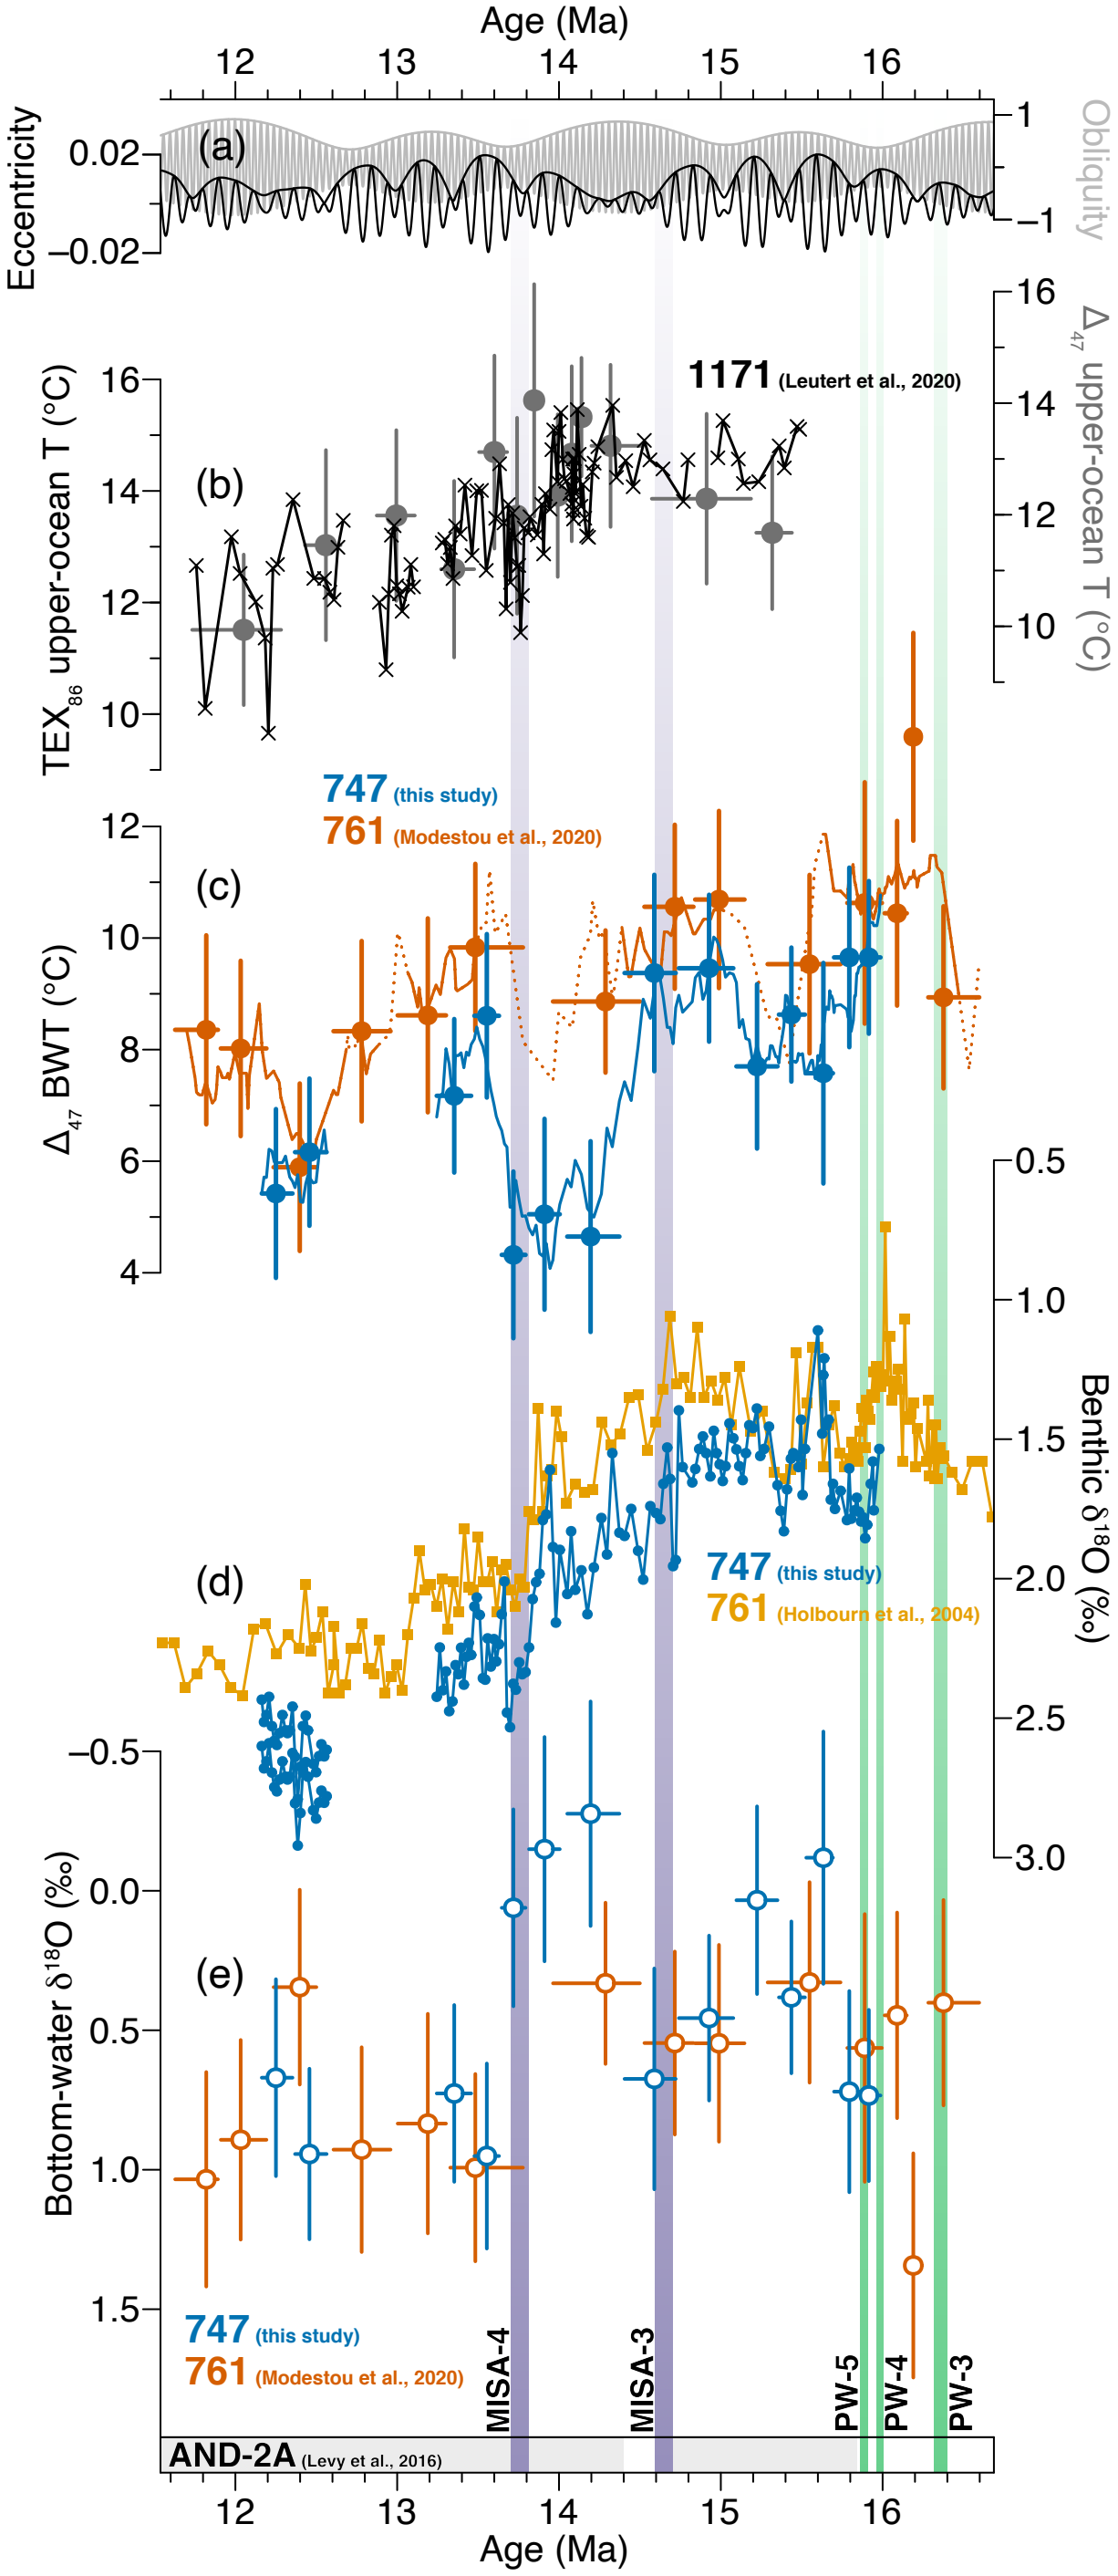 Age (Ma)
12 13 14 15 16
Eccentricity
0.02
−0.02
(a)
1
−1
Obliquity
16
14
12
10
Δ47 upper-ocean T (°C)
1171 (Leutert et al., 2020)
TEX86 upper-ocean T (°C)
16
14
12
10
(b)
747 (this study)
761 (Modestou et al., 2020)
(c)
Δ47 BWT (°C)
12
10
8
6
4
0.5
1.0
1.5
2.0
2.5
3.0
Benthic δ18O (‰)
(d)
747 (this study)
761 (Holbourn et al., 2004)
−0.5
0.0
0.5
1.0
1.5
Bottom-water δ18O (‰)
(e)
747 (this study)
761 (Modestou et al., 2020)
MISA-4
MISA-3
PW-5
PW-4
PW-3
AND-2A (Levy et al., 2016)
12 13 14 15 16
Age (Ma)